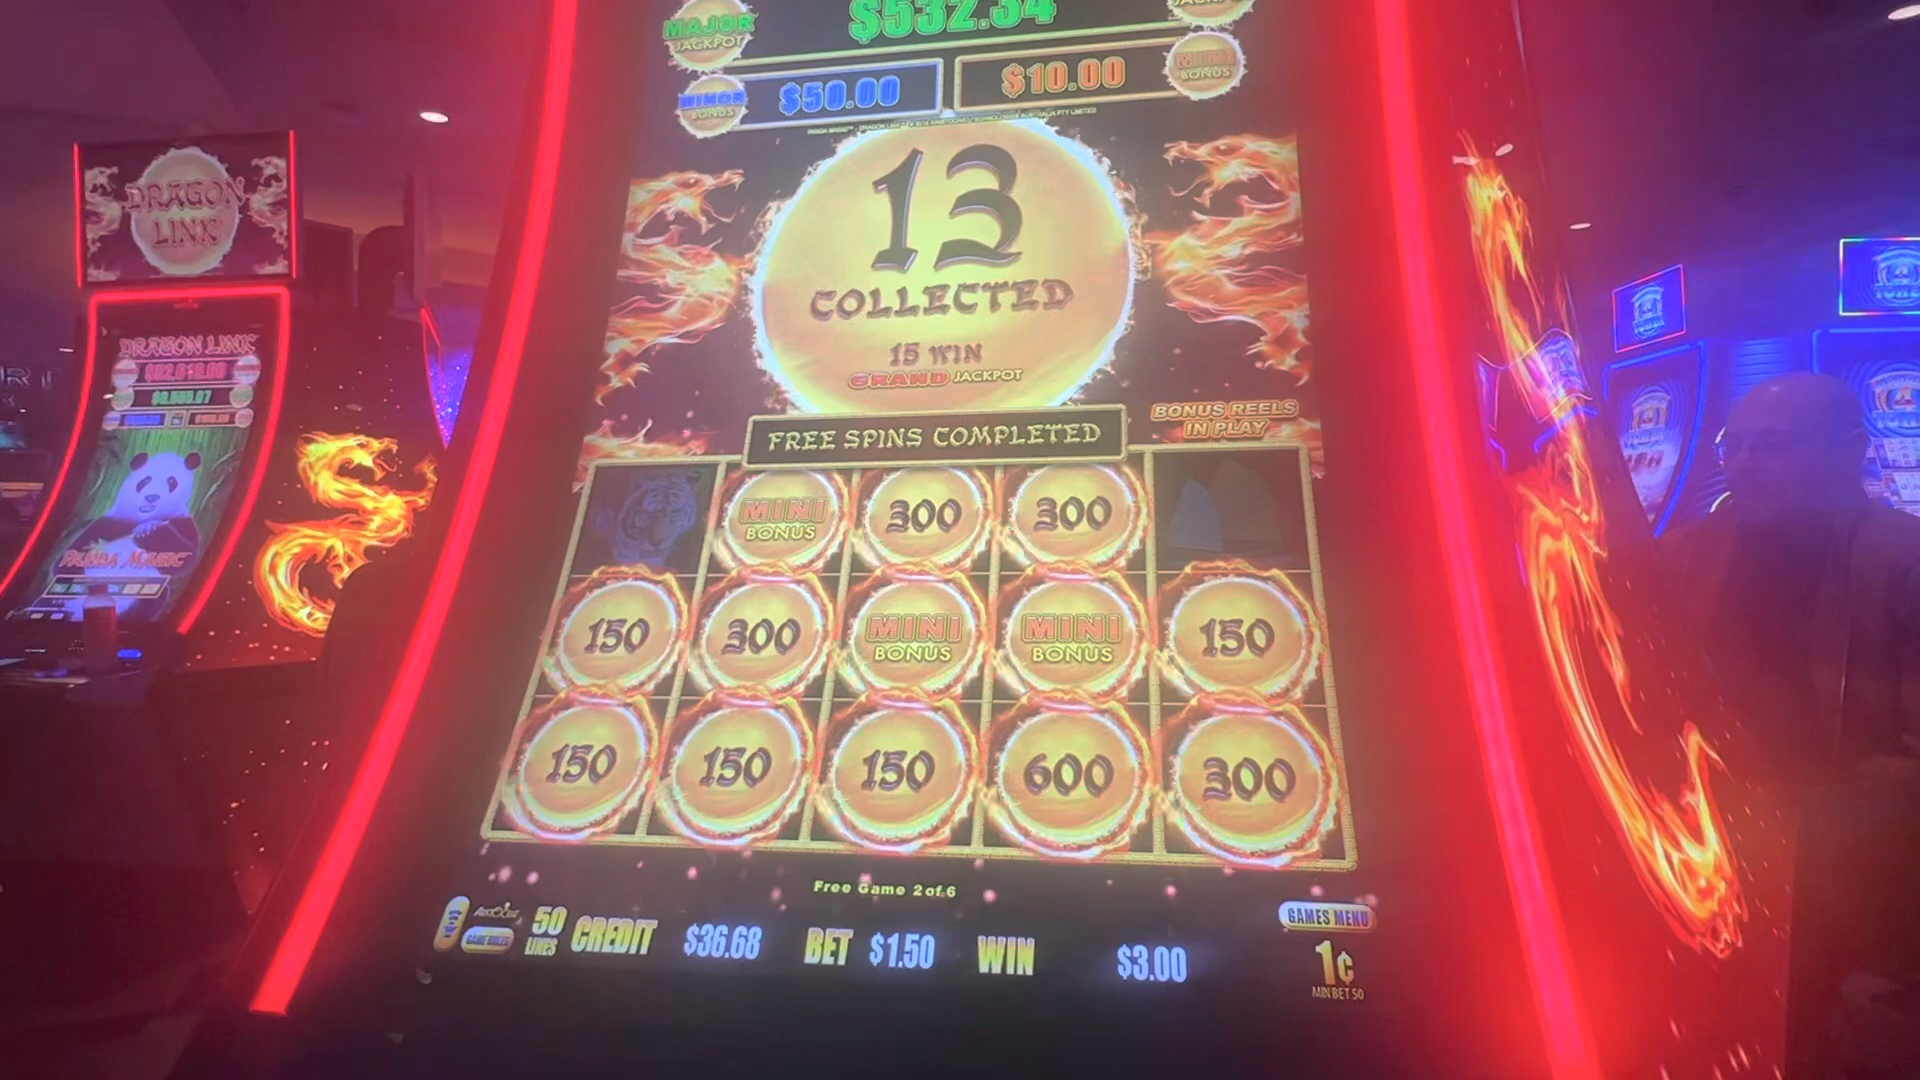 MAJOR
JACKPOT
$532.34
JACKPOT
MINOR
BONUS
$50.00
$10.00
MINI
BONUS
13
COLLECTED
15 WIN
GRAND JACKPOT
FREE SPINS COMPLETED
BONUS REELS
IN PLAY
MINI
BONUS
300
300
150
300
MINI
BONUS
MINI
BONUS
150
150
150
150
600
300
Free Game 2 of 6
GAME RULES
50
LINES
CREDIT
$36.68
BET
$1.50
WIN
$3.00
GAMES MENU
1¢
MIN BET 50
DRAGON
LINK
DRAGON LINK
PANDA MAGIC